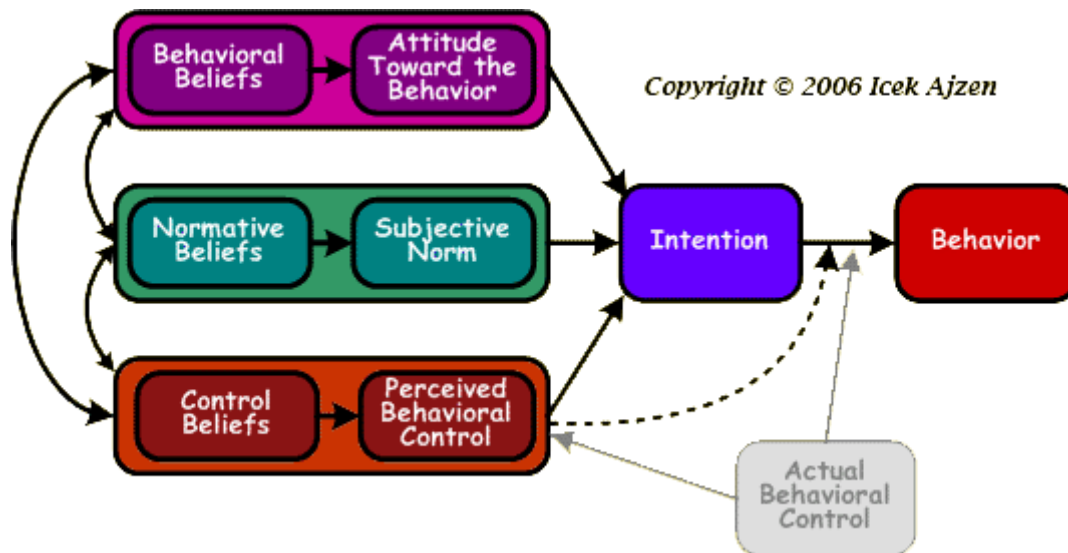 Behavioral
Beliefs
Attitude
Toward the
Behavior
Copyright © 2006 Icek Ajzen
Normative
Beliefs
Subjective
Norm
Intention
Behavior
Control
Beliefs
Perceived
Behavioral
Control
Actual
Behavioral
Control